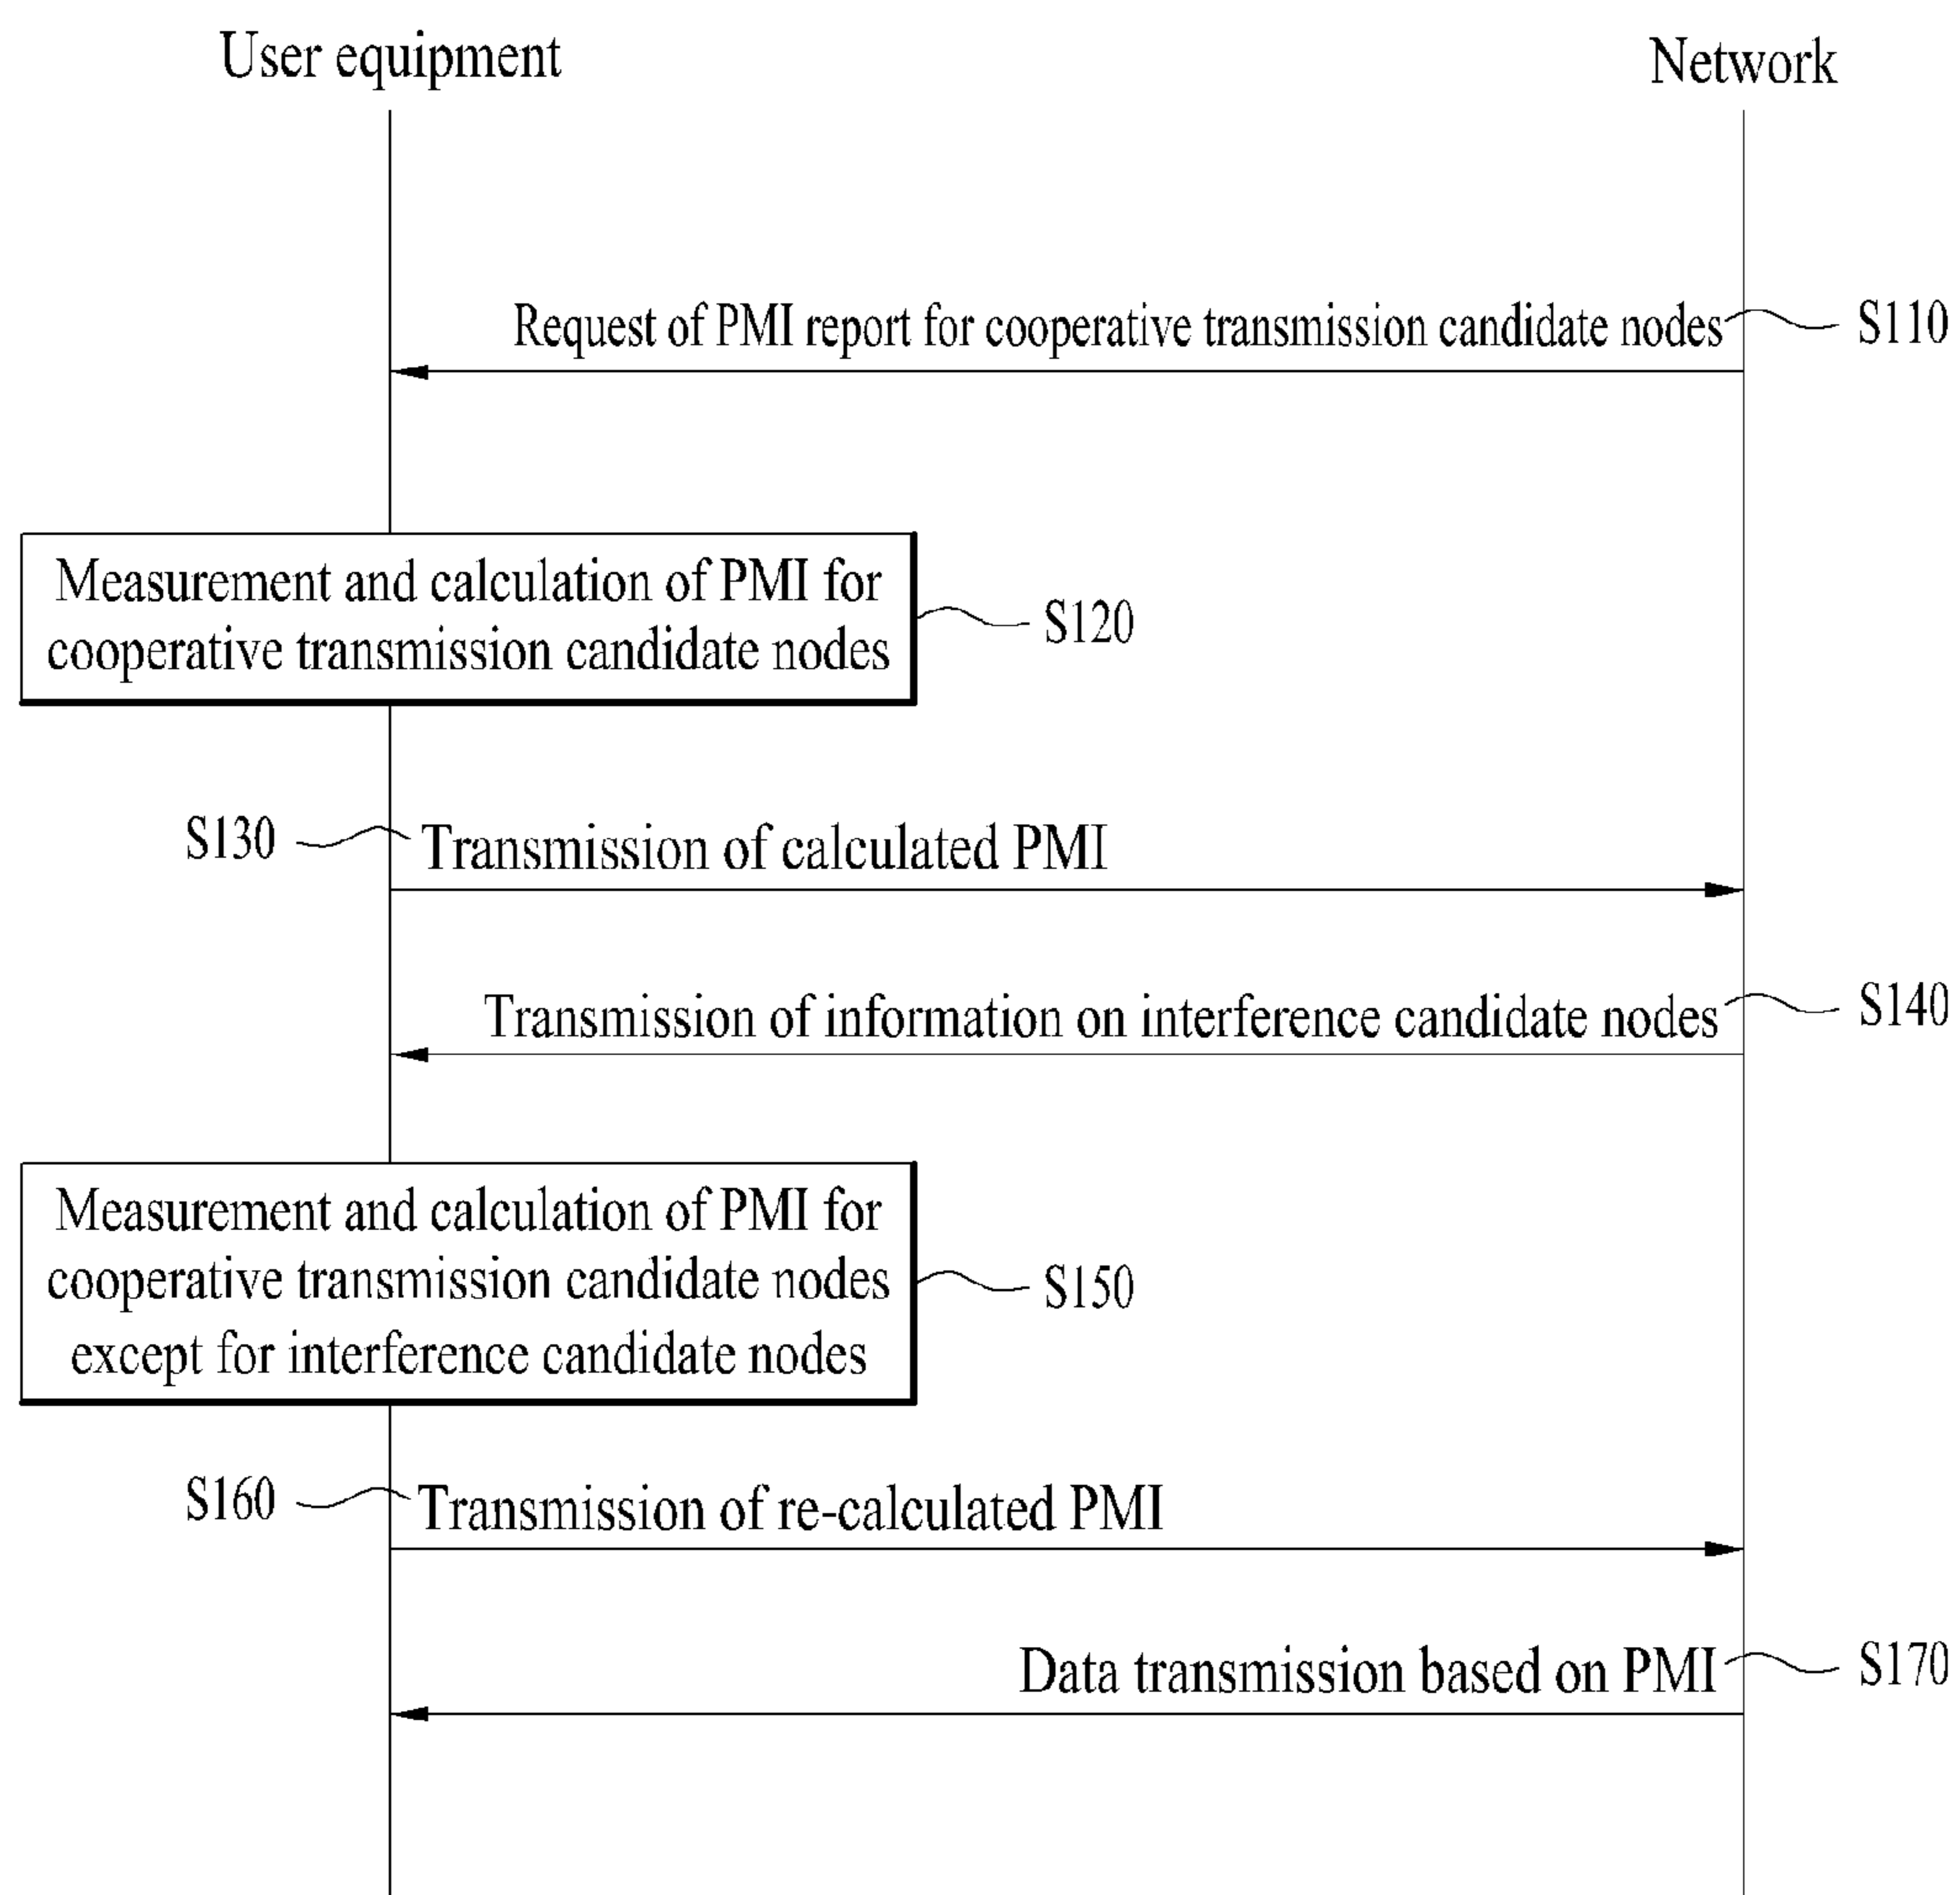 User equipment
Network
Request of PMI report for cooperative transmission candidate nodes
S110
Measurement and calculation of PMI for
cooperative transmission candidate nodes
S120
S130
Transmission of calculated PMI
Transmission of information on interference candidate nodes
S140
Measurement and calculation of PMI for
cooperative transmission candidate nodes
except for interference candidate nodes
S150
S160
Transmission of re-calculated PMI
Data transmission based on PMI
S170